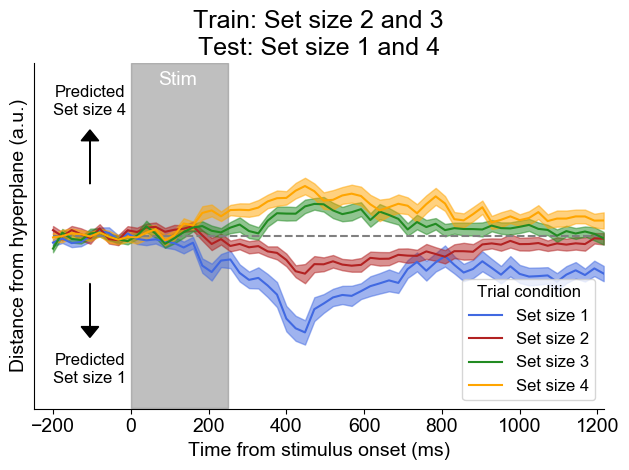 Train: Set size 2 and 3
Test: Set size 1 and 4
Stim
Predicted
Set size 4
Distance from hyperplane (a.u.)
Predicted
Set size 1
Trial condition
Set size 1
Set size 2
Set size 3
Set size 4
−200 0 200 400 600 800 1000 1200
Time from stimulus onset (ms)